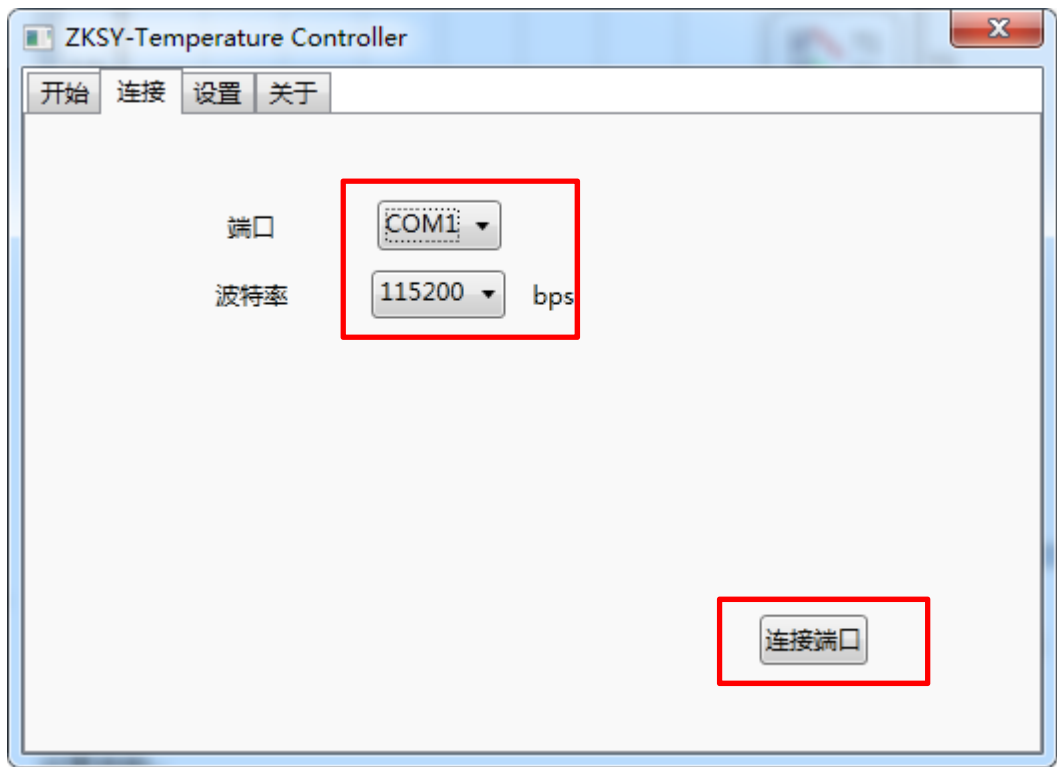 ZKSY-Temperature Controller
开始 连接 设置 关于
端口 COM1
波特率 115200 bps
连接端口